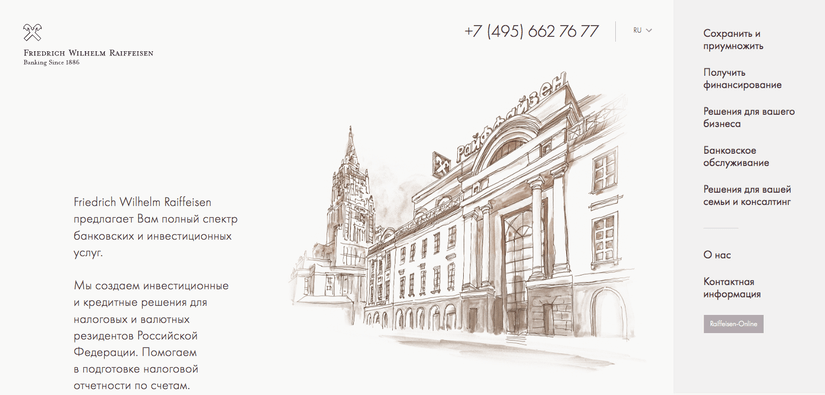 Friedrich Wilhelm Raiffeisen
Banking Since 1886
+7 (495) 662 76 77
RU
Райффайзен
Friedrich Wilhelm Raiffeisen
предлагает Вам полный спектр
банковских и инвестиционных
услуг.
Мы создаем инвестиционные
и кредитные решения для
налоговых и валютных
резидентов Российской
Федерации. Помогаем
в подготовке налоговой
отчетности по счетам.
Сохранить и
приумножить
Получить
финансирование
Решения для вашего
бизнеса
Банковское
обслуживание
Решения для вашей
семьи и консалтинг
О нас
Контактная
информация
Raiffeisen-Online